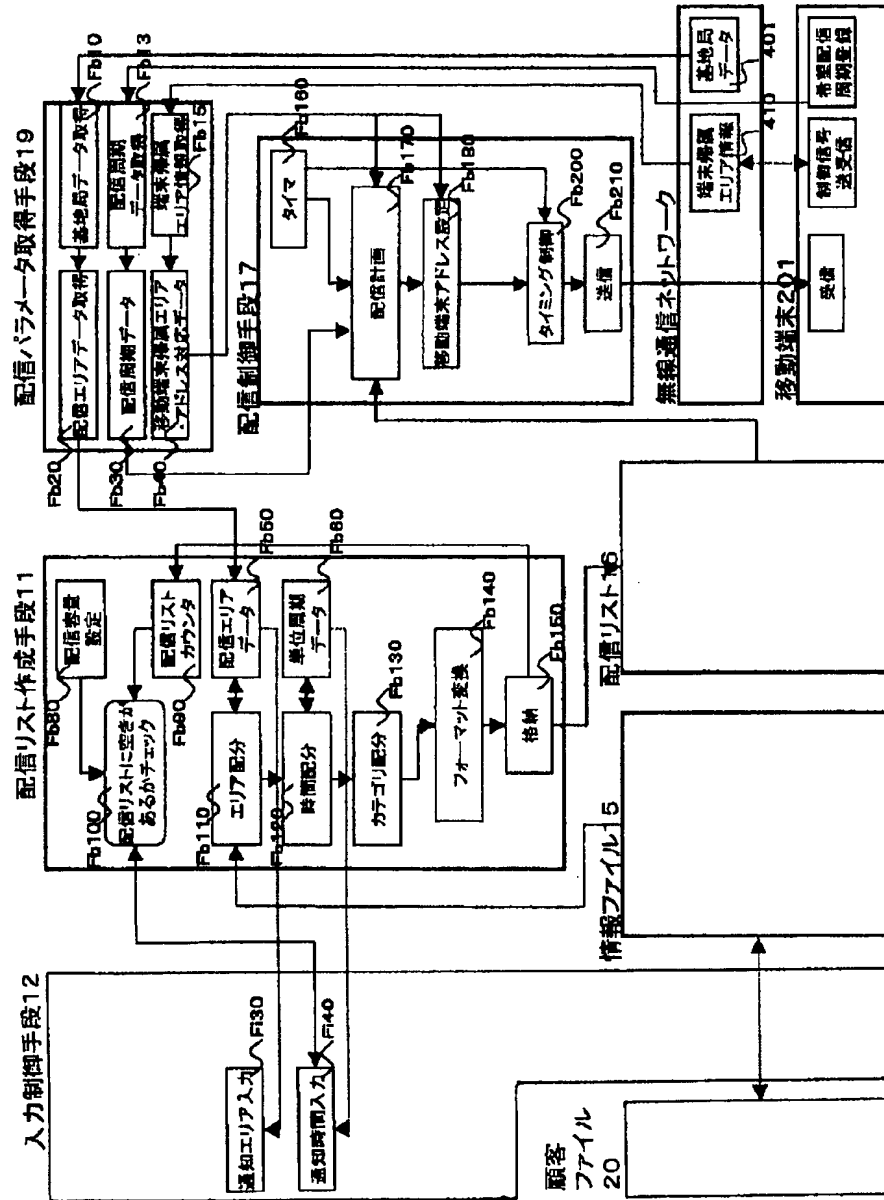 入力制御手段12
通知エリア入力
Fi30
通知時間入力
Fi40
顧客
ファイル
20
配信リスト作成手段11
Fb80
配信容量
設定
Fb100
配信リストに空きが
あるかチェック
Fb90
配信リスト
カウンタ
Fb110
エリア配分
配信エリア
データ
Fb50
Fb120
時間配分
単位周期
データ
Fb60
カテゴリ配分
Fb130
フォーマット変換
Fb140
格納
Fb150
情報ファイル15
配信リスト16
配信パラメータ取得手段19
Fb20
配信エリアデータ取得
基地局データ取得
Fb10
Fb30
配信周期データ
配信周期
データ取得
Fb13
Fb40
移動端末帰属エリア
・アドレス対応データ
端末帰属
エリア情報取得
Fb15
配信制御手段17
タイマ
Fb160
配信計画
Fb170
移動端末アドレス設定
Fb180
タイミング制御
Fb200
送信
Fb210
無線通信ネットワーク
端末帰属
エリア情報
410
基地局
データ
401
移動端末201
受信
制御信号
送受信
希望配信
周期登録